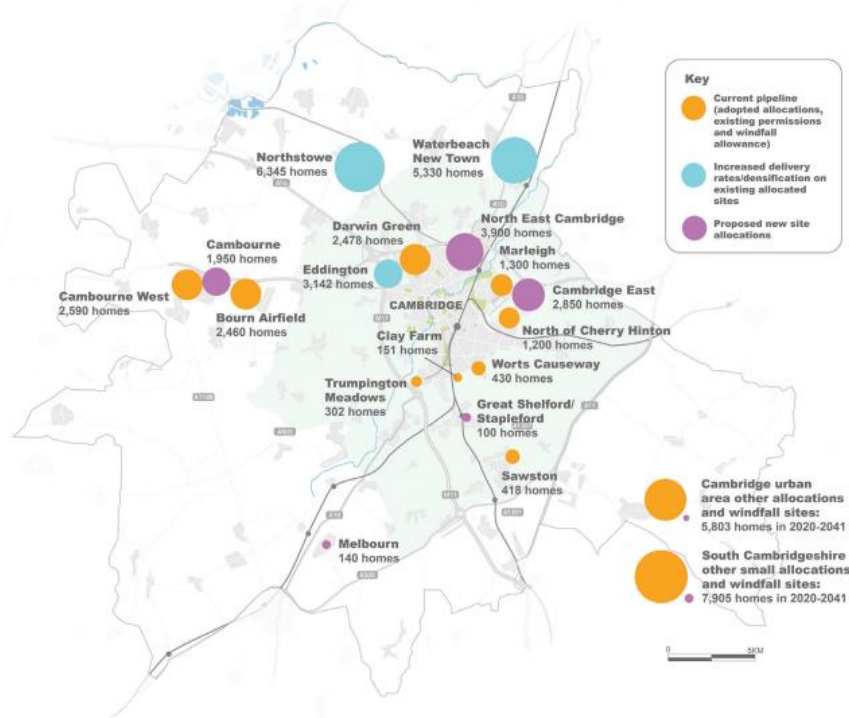 Key
Current pipeline
(adopted allocations,
existing permissions
and windfall
allowance)
Increased delivery
rates/densification on
existing allocated
sites
Proposed new site
allocations
Northstowe
6,345 homes
Waterbeach
New Town
5,330 homes
Darwin Green
2,478 homes
North East Cambridge
3,900 homes
Marleigh
1,300 homes
Cambourne
1,950 homes
Eddington
3,142 homes
Cambourne West
2,590 homes
Bourn Airfield
2,460 homes
CAMBRIDGE
Cambridge East
2,850 homes
North of Cherry Hinton
1,200 homes
Clay Farm
151 homes
Worts Causeway
430 homes
Trumpington
Meadows
302 homes
Great Shelford/
Stapleford
100 homes
Sawston
418 homes
Melbourn
140 homes
Cambridge urban
area other allocations
and windfall sites:
5,803 homes in 2020-2041
South Cambridgeshire
other small allocations
and windfall sites:
7,905 homes in 2020-2041
A10
A14
M11
A11
M11
A10
0 5KM